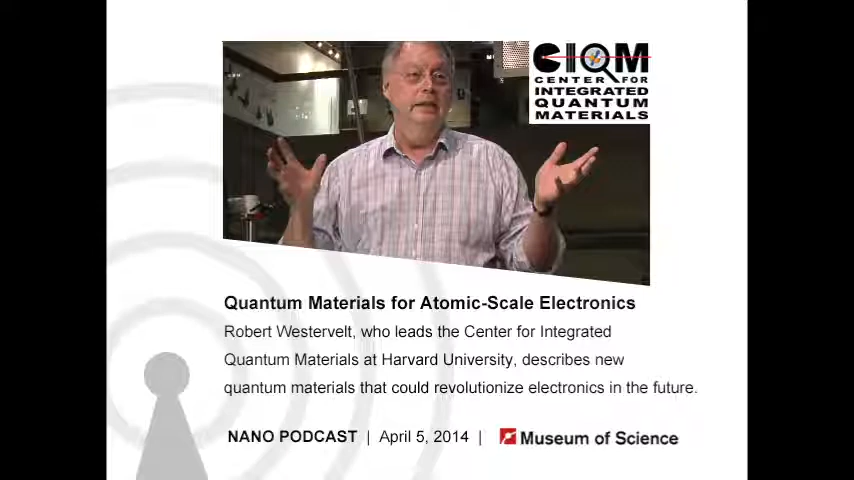 CIQM
CENTER FOR
INTEGRATED
QUANTUM
MATERIALS
Quantum Materials for Atomic-Scale Electronics
Robert Westervelt, who leads the Center for Integrated
Quantum Materials at Harvard University, describes new
quantum materials that could revolutionize electronics in the future.
NANO PODCAST | April 5, 2014 | Museum of Science